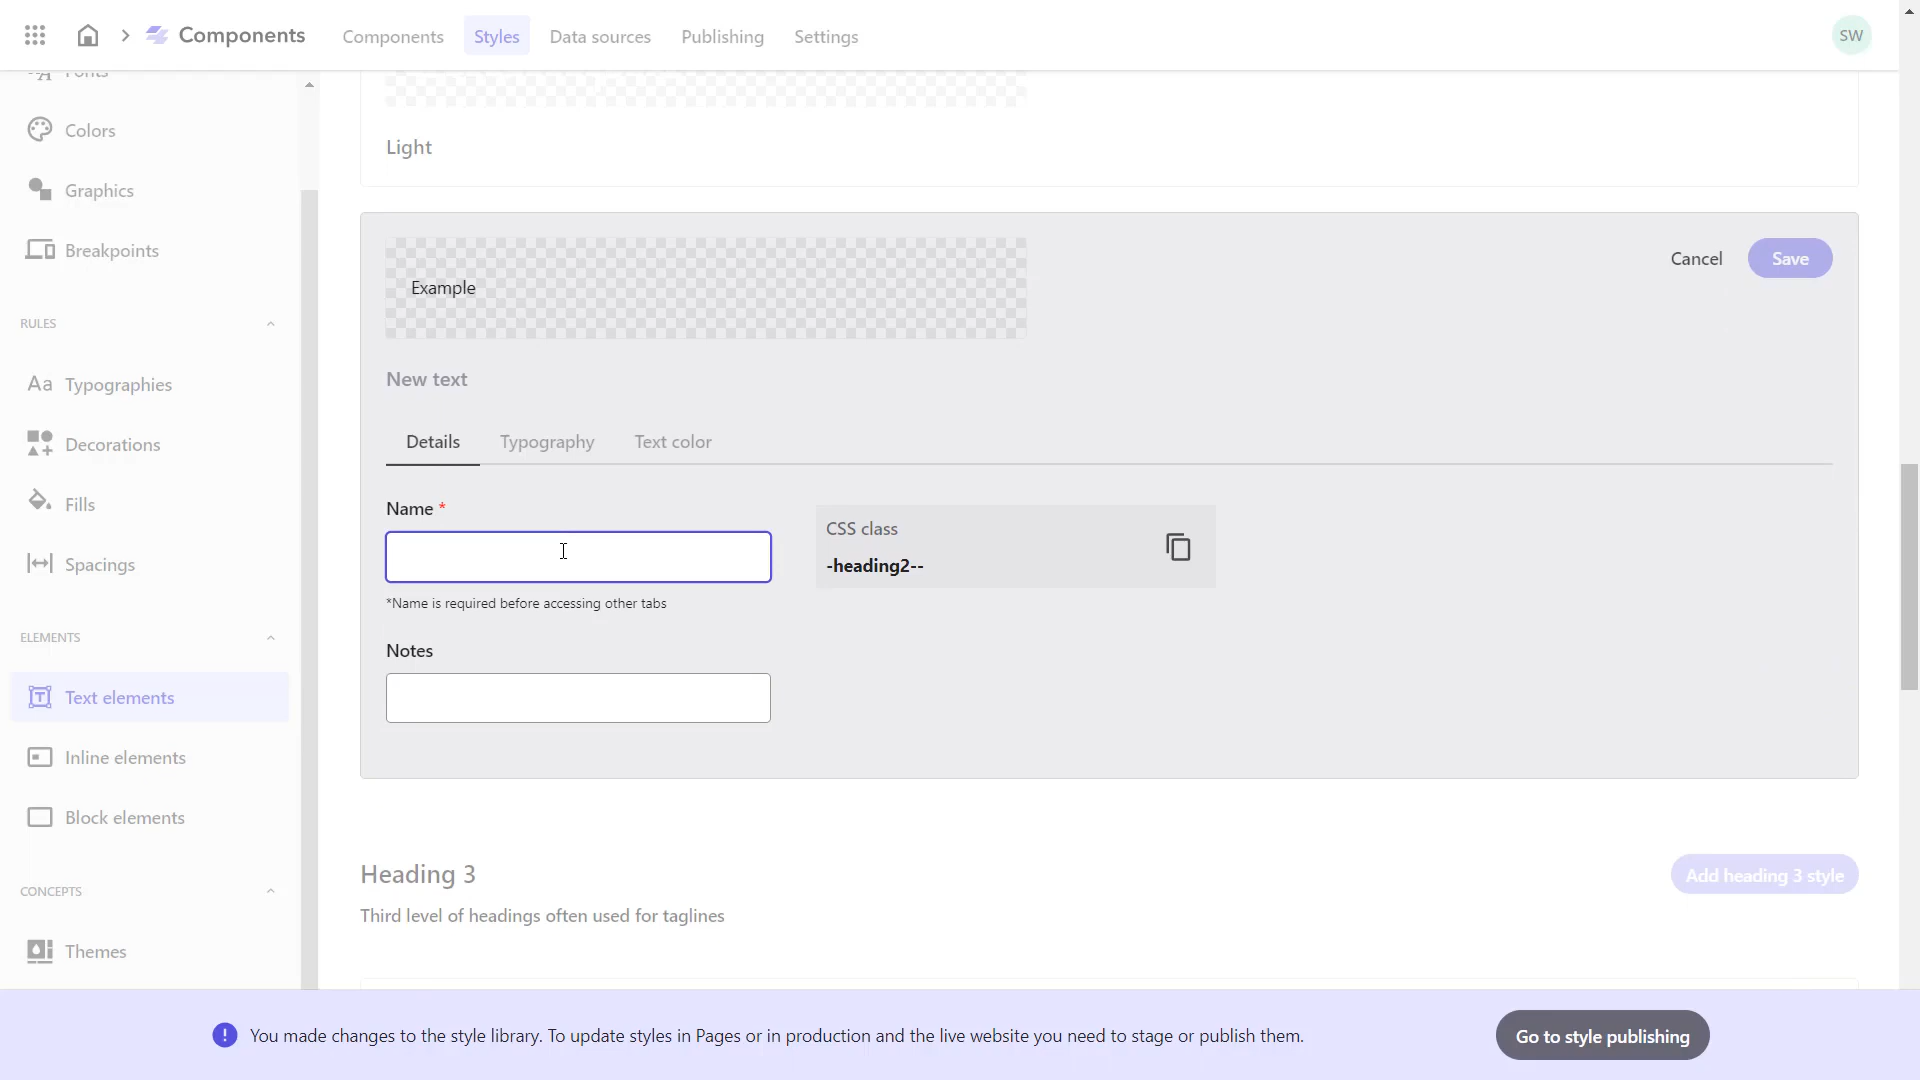 Components
Components
Styles
Data sources
Publishing
Settings
SW
Fonts
Colors
Graphics
Breakpoints
RULES
Aa Typographies
Decorations
Fills
Spacings
ELEMENTS
Text elements
Inline elements
Block elements
CONCEPTS
Themes
Light
Example
Cancel
Save
New text
Details
Typography
Text color
Name *
CSS class
-heading2--
*Name is required before accessing other tabs
Notes
Heading 3
Add heading 3 style
Third level of headings often used for taglines
You made changes to the style library. To update styles in Pages or in production and the live website you need to stage or publish them.
Go to style publishing